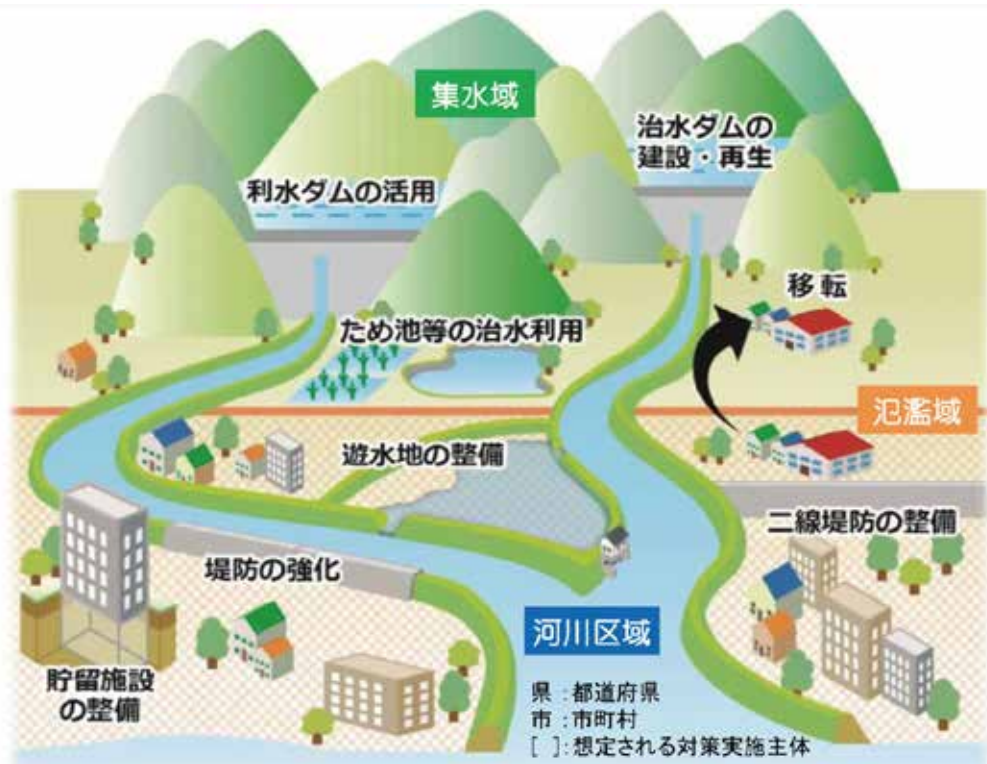 集水域
治水ダムの
建設・再生
利水ダムの活用
移転
ため池等の治水利用
氾濫域
遊水地の整備
二線堤防の整備
堤防の強化
河川区域
貯留施設
の整備
県:都道府県
市:市町村
[ ]:想定される対策実施主体